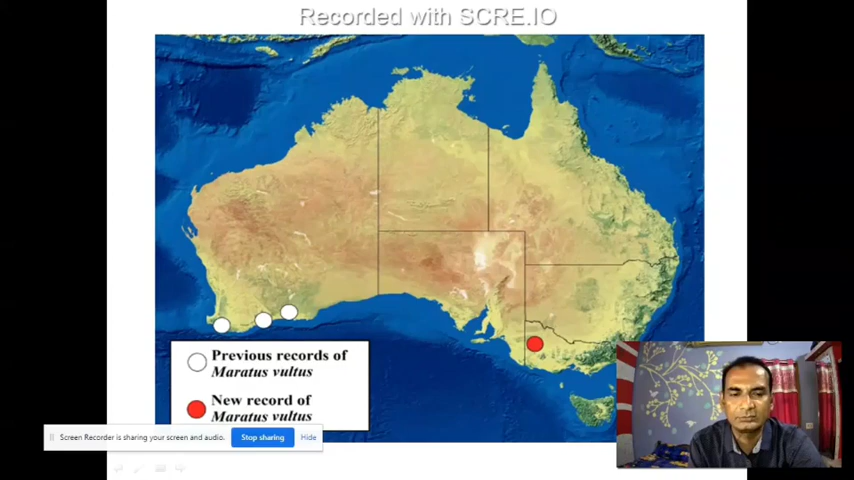 Recorded with SCRE.IO
Previous records of
Maratus vultus
New record of
Maratus vultus
Screen Recorder is sharing your screen and audio.
Stop sharing
Hide